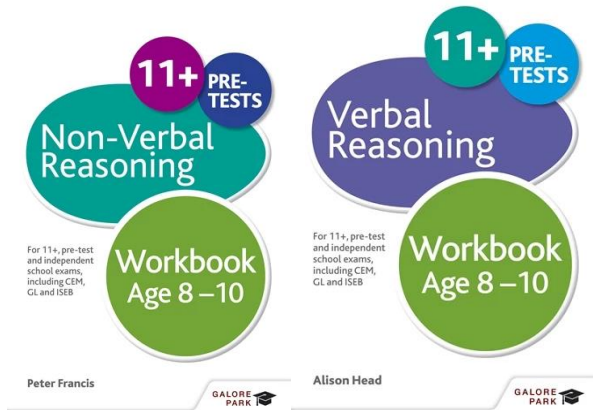 11+
PRE-
TESTS
Non-Verbal
Reasoning
For 11+, pre-test
and independent
school exams,
including CEM,
GL and ISEB
Workbook
Age 8 –10
Peter Francis
GALORE
PARK
11+
PRE-
TESTS
Verbal
Reasoning
For 11+, pre-test
and independent
school exams,
including CEM,
GL and ISEB
Workbook
Age 8 –10
Alison Head
GALORE
PARK